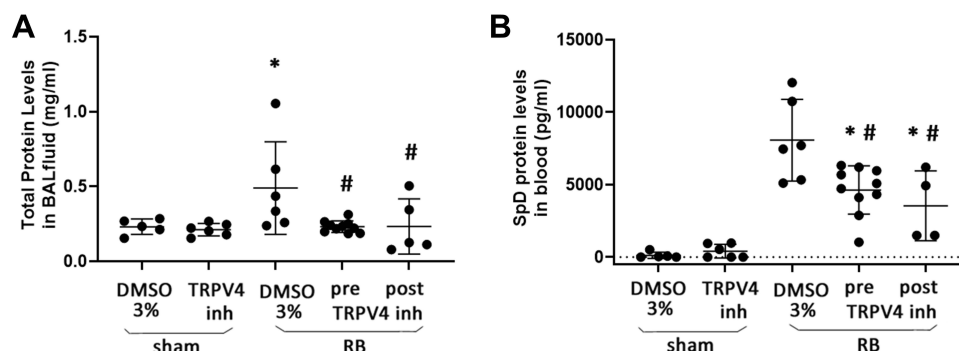 A
Total Protein Levels
in BALfluid (mg/ml)
1.5
1.0
0.5
0.0
*
#
#
DMSO TRPV4 DMSO pre post
3% inh 3% TRPV4 inh
sham RB
B
SpD protein levels
in blood (pg/ml)
15000
10000
5000
0
* # * #
DMSO TRPV4 DMSO pre post
3% inh 3% TRPV4 inh
sham RB